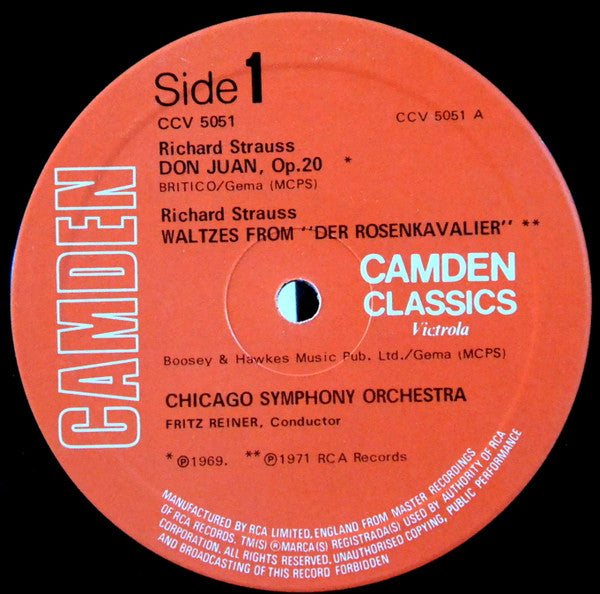 Side 1
CCV 5051
CCV 5051 A
Richard Strauss
DON JUAN, Op.20 *
BRITICO/Gema (MCPS)
Richard Strauss
WALTZES FROM "DER ROSENKAVALIER" **
CAMDEN
CAMDEN
CLASSICS
Victrola
Boosey & Hawkes Music Pub. Ltd./Gema (MCPS)
CHICAGO SYMPHONY ORCHESTRA
FRITZ REINER, Conductor
* ℗1969. ** ℗1971 RCA Records
MANUFACTURED BY RCA LIMITED, ENGLAND FROM MASTER RECORDINGS
OF RCA RECORDS. TM(S) ® MARCA(S) REGISTRADA(S) USED BY AUTHORITY OF RCA
CORPORATION. ALL RIGHTS RESERVED. UNAUTHORISED COPYING, PUBLIC PERFORMANCE
AND BROADCASTING OF THIS RECORD FORBIDDEN